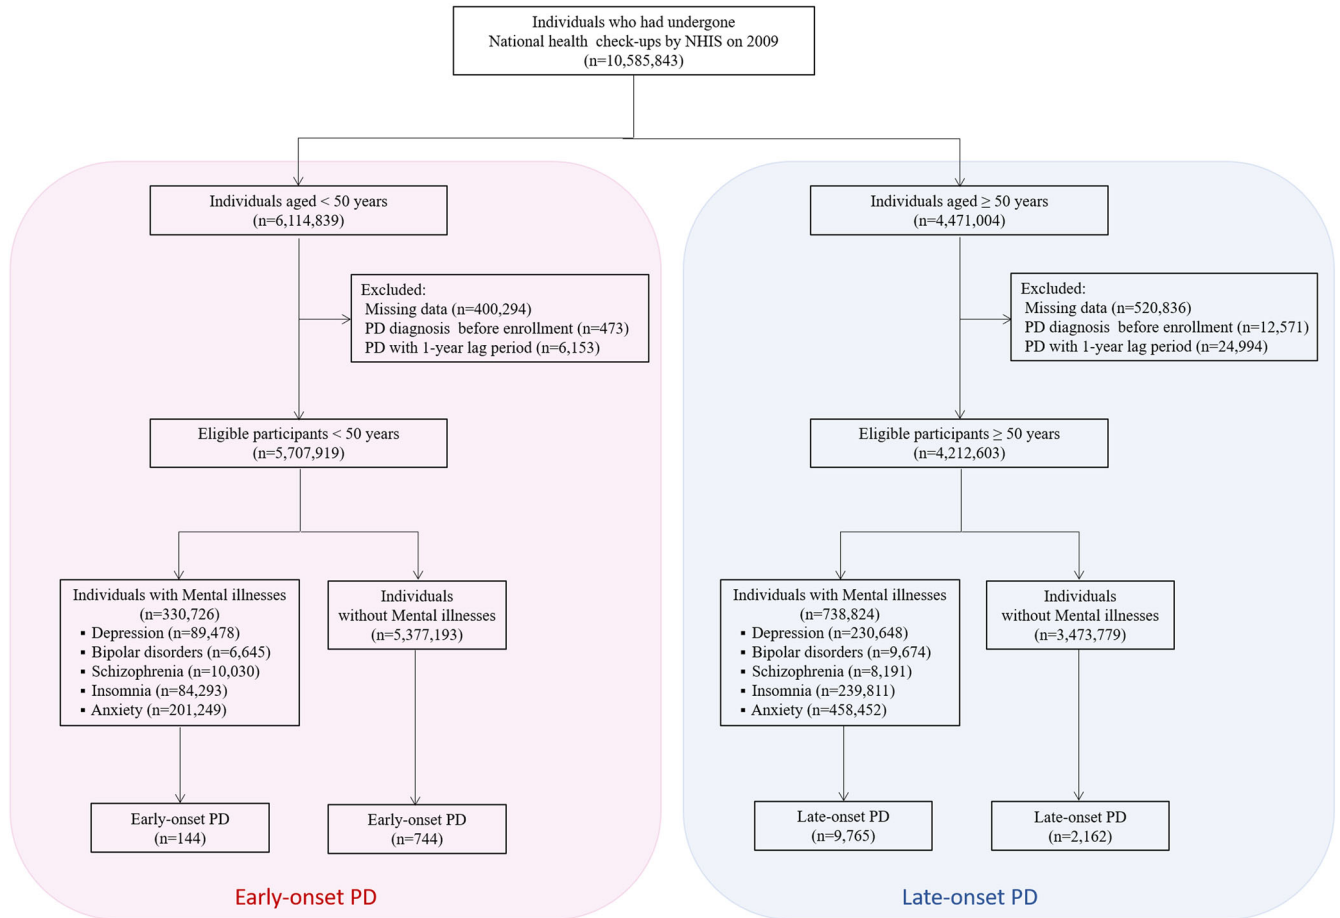 Individuals who had undergone
National health check-ups by NHIS on 2009
(n=10,585,843)
Individuals aged < 50 years
(n=6,114,839)
Excluded:
Missing data (n=400,294)
PD diagnosis before enrollment (n=473)
PD with 1-year lag period (n=6,153)
Eligible participants < 50 years
(n=5,707,919)
Individuals with Mental illnesses
(n=330,726)
▪ Depression (n=89,478)
▪ Bipolar disorders (n=6,645)
▪ Schizophrenia (n=10,030)
▪ Insomnia (n=84,293)
▪ Anxiety (n=201,249)
Individuals
without Mental illnesses
(n=5,377,193)
Early-onset PD
(n=144)
Early-onset PD
(n=744)
Early-onset PD
Individuals aged ≥ 50 years
(n=4,471,004)
Excluded:
Missing data (n=520,836)
PD diagnosis before enrollment (n=12,571)
PD with 1-year lag period (n=24,994)
Eligible participants ≥ 50 years
(n=4,212,603)
Individuals with Mental illnesses
(n=738,824)
▪ Depression (n=230,648)
▪ Bipolar disorders (n=9,674)
▪ Schizophrenia (n=8,191)
▪ Insomnia (n=239,811)
▪ Anxiety (n=458,452)
Individuals
without Mental illnesses
(n=3,473,779)
Late-onset PD
(n=9,765)
Late-onset PD
(n=2,162)
Late-onset PD